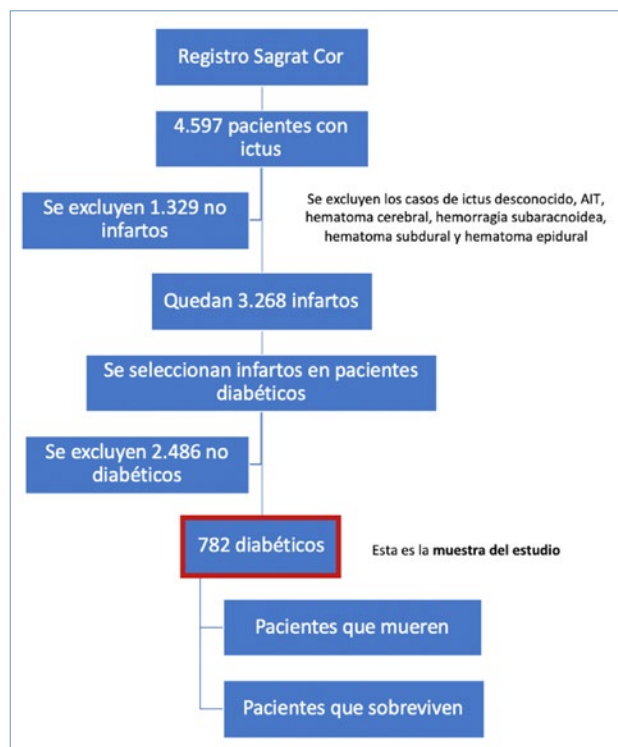 Registro Sagrat Cor
4.597 pacientes con
ictus
Se excluyen 1.329 no
infartos
Se excluyen los casos de ictus desconocido, AIT,
hematoma cerebral, hemorragia subaracnoidea,
hematoma subdural y hematoma epidural
Quedan 3.268 infartos
Se seleccionan infartos en pacientes
diabéticos
Se excluyen 2.486 no
diabéticos
782 diabéticos
Esta es la muestra del estudio
Pacientes que mueren
Pacientes que sobreviven